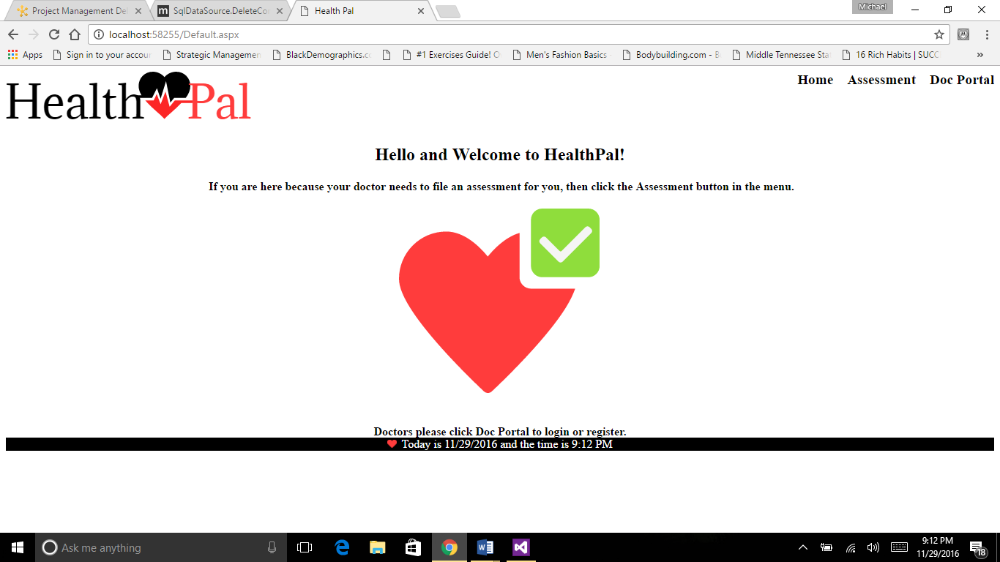 Project Management De
SqlDataSource.DeleteCo
Health Pal
Michael
localhost:58255/Default.aspx
Apps
Sign in to your accour
Strategic Managemen
BlackDemographics.c
#1 Exercises Guide! O
Men's Fashion Basics -
Bodybuilding.com - B
Middle Tennessee Sta
16 Rich Habits | SUCC
»
HealthPal
Home Assessment Doc Portal
Hello and Welcome to HealthPal!
If you are here because your doctor needs to file an assessment for you, then click the Assessment button in the menu.
Doctors please click Doc Portal to login or register.
Today is 11/29/2016 and the time is 9:12 PM
Ask me anything
9:12 PM
11/29/2016
18